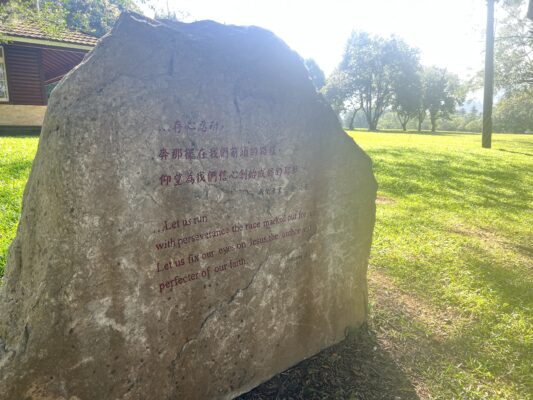 ...存心忍耐,
奔那擺在我們前頭的路程,
仰望為我們信心創始成終的耶穌
...Let us run
with perseverance the race marked out for
Let us fix our eyes on Jesus, the author
perfecter of our faith.